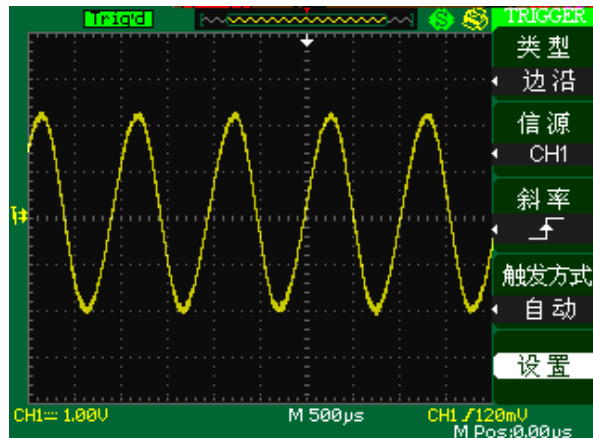 Trig'd
TRIGGER
类型
边沿
信源
CH1
斜率
触发方式
自动
设置
CH1 1.00V
M 500µs
CH1 /120mV
M Pos:0.00µs